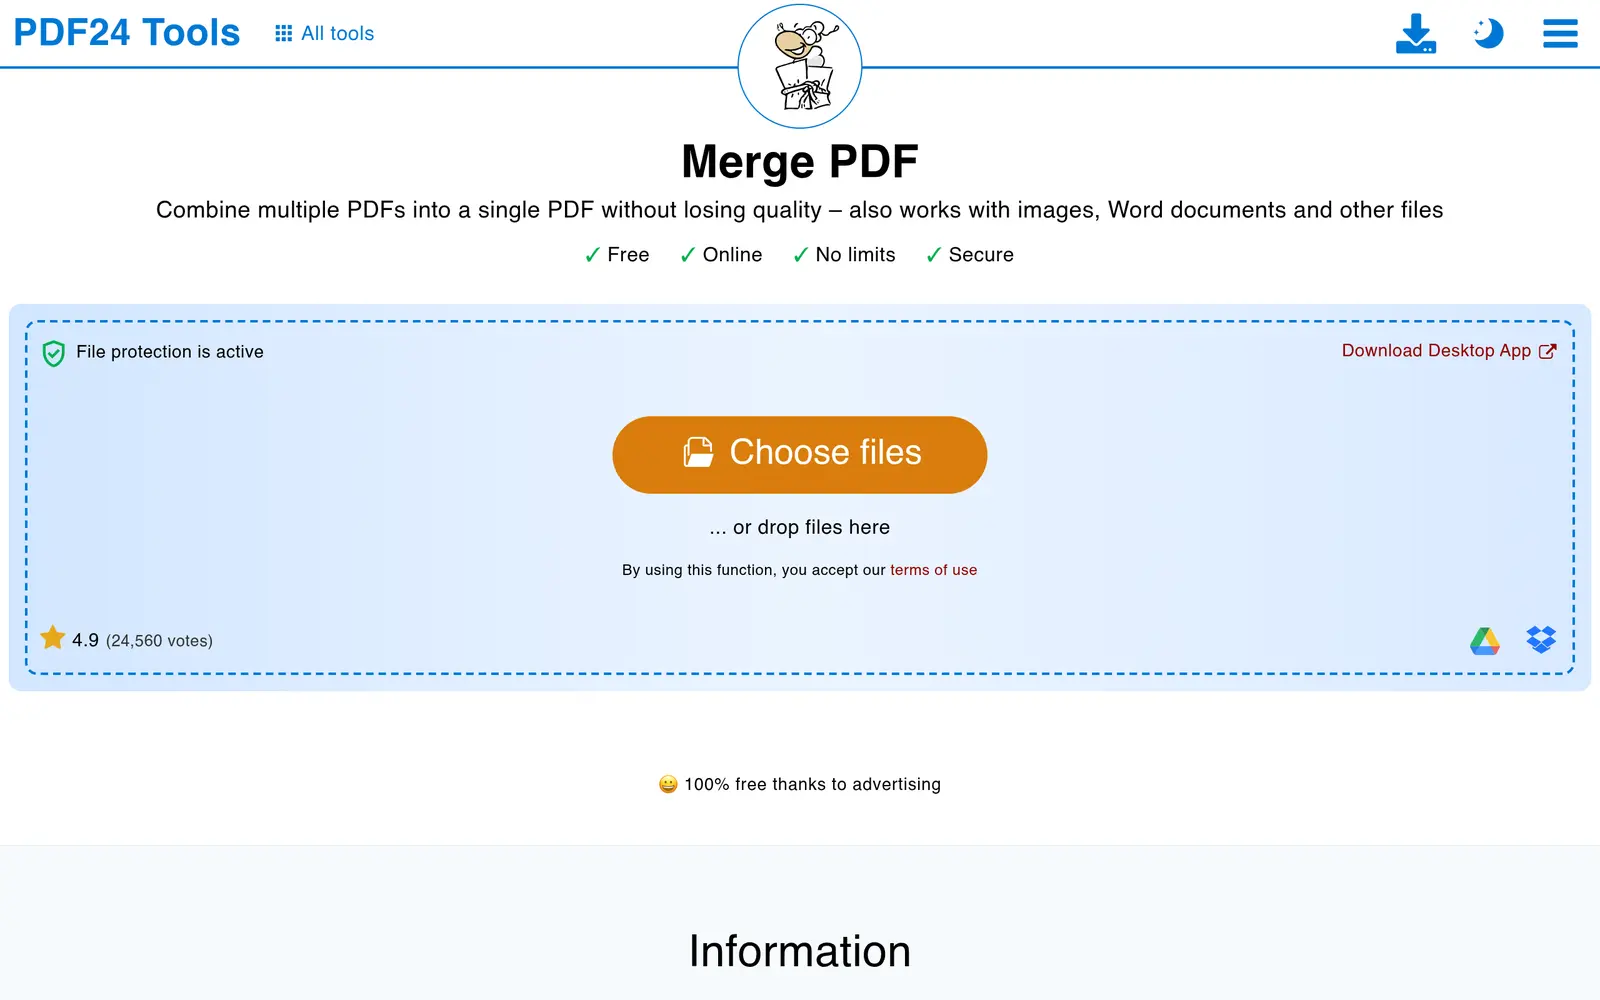 PDF24 Tools
All tools
Merge PDF
Combine multiple PDFs into a single PDF without losing quality – also works with images, Word documents and other files
✓ Free ✓ Online ✓ No limits ✓ Secure
File protection is active
Download Desktop App
Choose files
... or drop files here
By using this function, you accept our terms of use
4.9 (24,560 votes)
😀 100% free thanks to advertising
Information